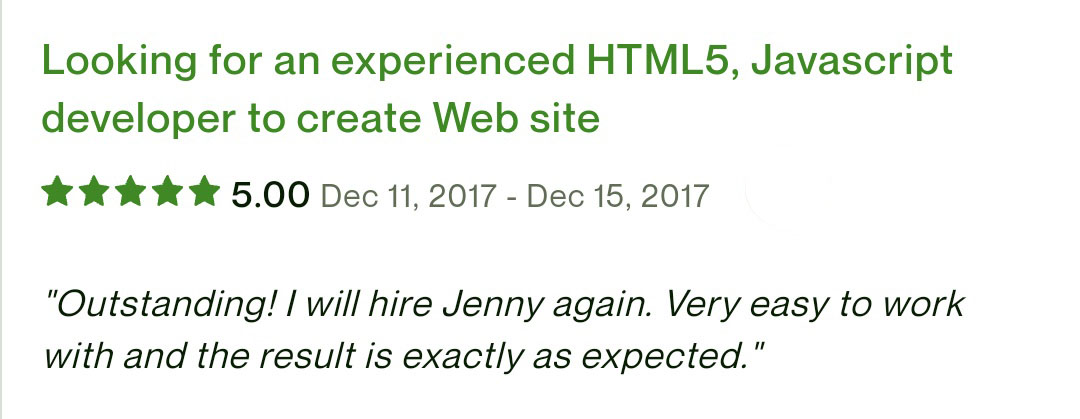 Looking for an experienced HTML5, Javascript
developer to create Web site
5.00 Dec 11, 2017 - Dec 15, 2017
"Outstanding! I will hire Jenny again. Very easy to work
with and the result is exactly as expected."